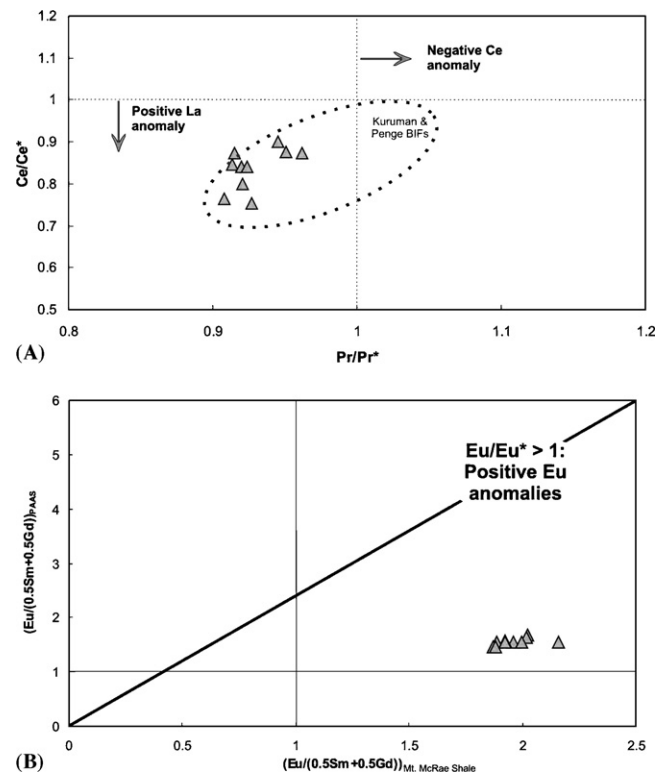 1.2
1.1
1
0.9
0.8
0.7
0.6
0.5
Ce/Ce*
Negative Ce
anomaly
Positive La
anomaly
Kuruman &
Penge BIFs
0.8
0.9
1
1.1
1.2
(A)
Pr/Pr*
6
5
4
3
2
1
0
(Eu/(0.5Sm+0.5Gd))PAAS
Eu/Eu* > 1:
Positive Eu
anomalies
0
0.5
1
1.5
2
2.5
(B)
(Eu/(0.5Sm+0.5Gd))Mt. McRae Shale